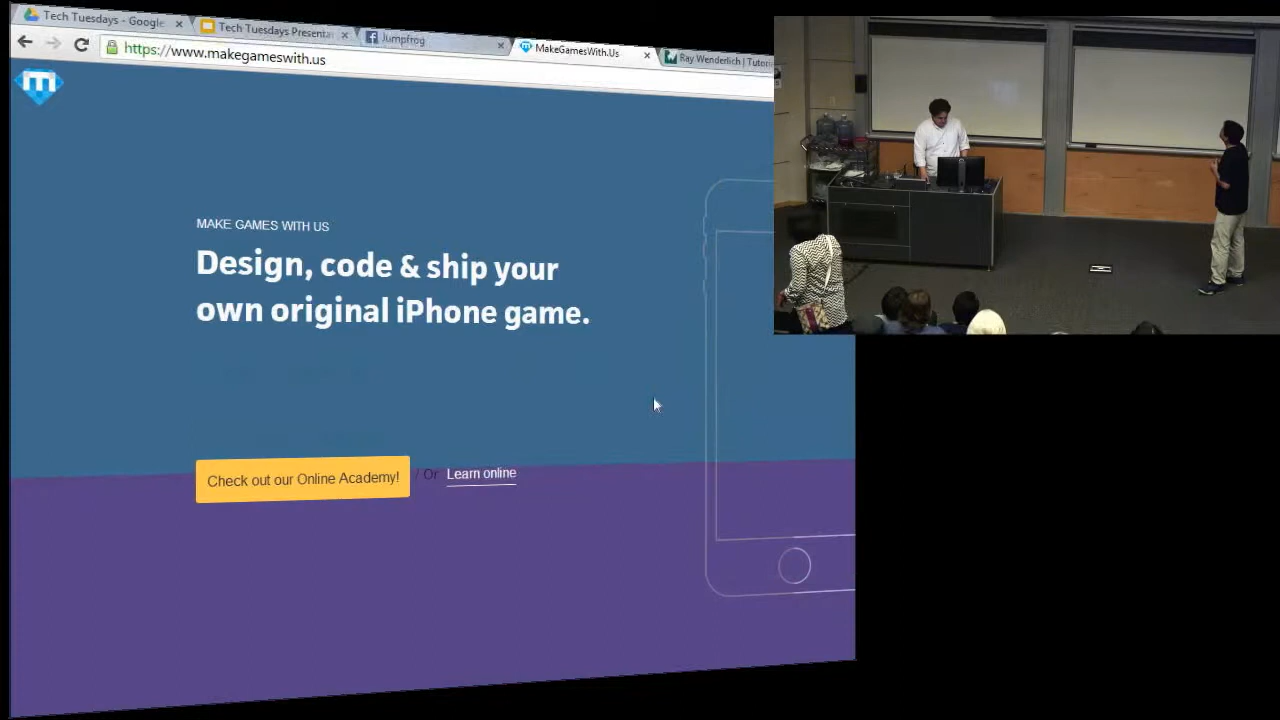 Tech Tuesdays - Google
Tech Tuesdays Presentat
Jumpfrog
MakeGamesWith.Us
Ray Wenderlich | Tutori
https://www.makegameswith.us
MAKE GAMES WITH US
Design, code & ship your
own original iPhone game.
Check out our Online Academy! / Or Learn online